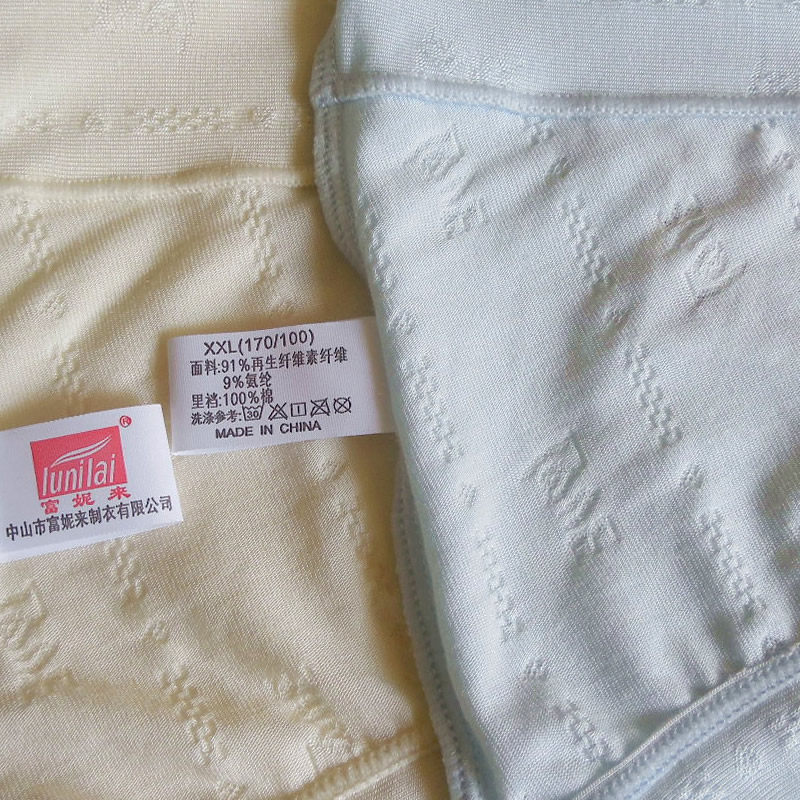 XXL(170/100)
面料:91%再生纤维素纤维
9%氨纶
里裆:100%棉
洗涤参考:30
MADE IN CHINA
lunilai®
富妮来
中山市富妮来制衣有限公司